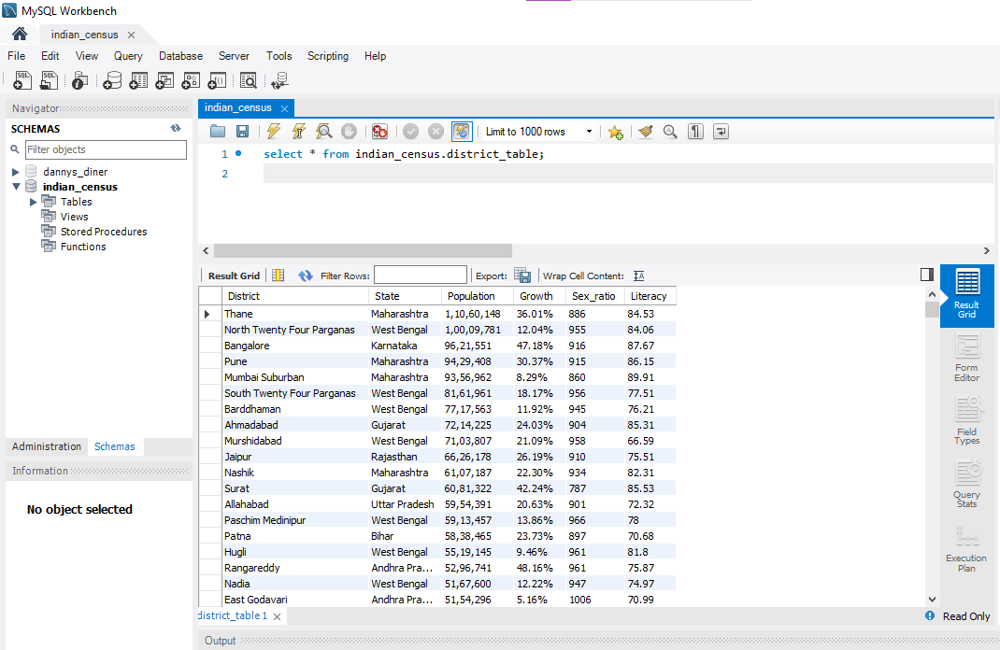 MySQL Workbench
indian_census
File Edit View Query Database Server Tools Scripting Help
Navigator
SCHEMAS
Filter objects
dannys_diner
indian_census
Tables
Views
Stored Procedures
Functions
Administration Schemas
Information
No object selected
indian_census
Limit to 1000 rows
1 select * from indian_census.district_table;
2
Result Grid Filter Rows: Export: Wrap Cell Content:
District State Population Growth Sex_ratio Literacy
Thane Maharashtra 1,10,60,148 36.01% 886 84.53
North Twenty Four Parganas West Bengal 1,00,09,781 12.04% 955 84.06
Bangalore Karnataka 96,21,551 47.18% 916 87.67
Pune Maharashtra 94,29,408 30.37% 915 86.15
Mumbai Suburban Maharashtra 93,56,962 8.29% 860 89.91
South Twenty Four Parganas West Bengal 81,61,961 18.17% 956 77.51
Barddhaman West Bengal 77,17,563 11.92% 945 76.21
Ahmadabad Gujarat 72,14,225 24.03% 904 85.31
Murshidabad West Bengal 71,03,807 21.09% 958 66.59
Jaipur Rajasthan 66,26,178 26.19% 910 75.51
Nashik Maharashtra 61,07,187 22.30% 934 82.31
Surat Gujarat 60,81,322 42.24% 787 85.53
Allahabad Uttar Pradesh 59,54,391 20.63% 901 72.32
Paschim Medinipur West Bengal 59,13,457 13.86% 966 78
Patna Bihar 58,38,465 23.73% 897 70.68
Hugli West Bengal 55,19,145 9.46% 961 81.8
Rangareddy Andhra Pra... 52,96,741 48.16% 961 75.87
Nadia West Bengal 51,67,600 12.22% 947 74.97
East Godavari Andhra Pra... 51,54,296 5.16% 1006 70.99
Result
Grid
Form
Editor
Field
Types
Query
Stats
Execution
Plan
district_table 1
Read Only
Output